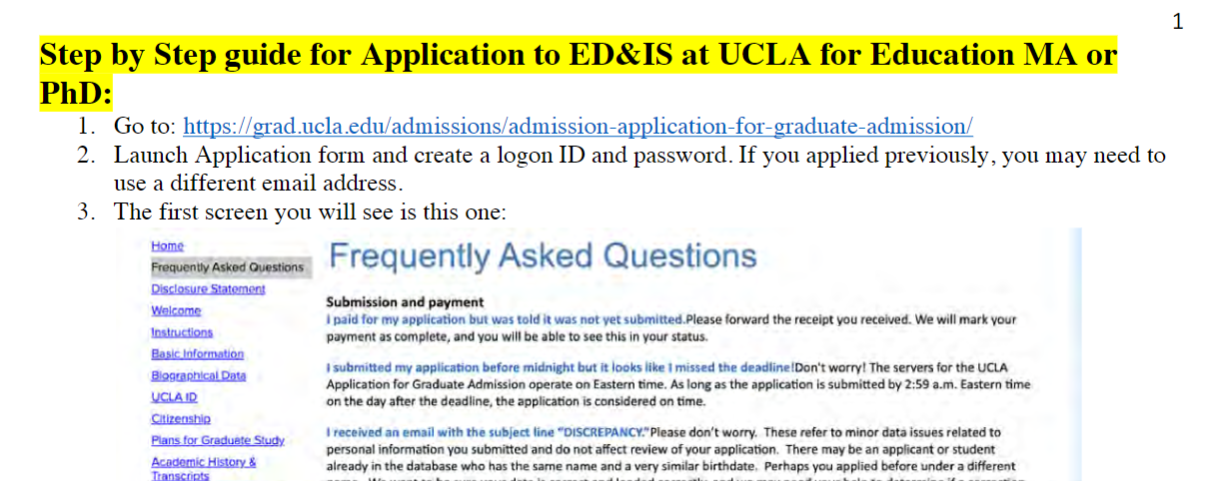 1
Step by Step guide for Application to ED&IS at UCLA for Education MA or
PhD:
1. Go to: https://grad.ucla.edu/admissions/admission-application-for-graduate-admission/
2. Launch Application form and create a logon ID and password. If you applied previously, you may need to
use a different email address.
3. The first screen you will see is this one:
Home
Frequently Asked Questions
Disclosure Statement
Welcome
Instructions
Basic Information
Biographical Data
UCLA ID
Citizenship
Plans for Graduate Study
Academic History &
Transcripts
Frequently Asked Questions
Submission and payment
I paid for my application but was told it was not yet submitted.Please forward the receipt you received. We will mark your
payment as complete, and you will be able to see this in your status.
I submitted my application before midnight but it looks like I missed the deadline!Don't worry! The servers for the UCLA
Application for Graduate Admission operate on Eastern time. As long as the application is submitted by 2:59 a.m. Eastern time
on the day after the deadline, the application is considered on time.
I received an email with the subject line "DISCREPANCY."Please don't worry. These refer to minor data issues related to
personal information you submitted and do not affect review of your application. There may be an applicant or student
already in the database who has the same name and a very similar birthdate. Perhaps you applied before under a different